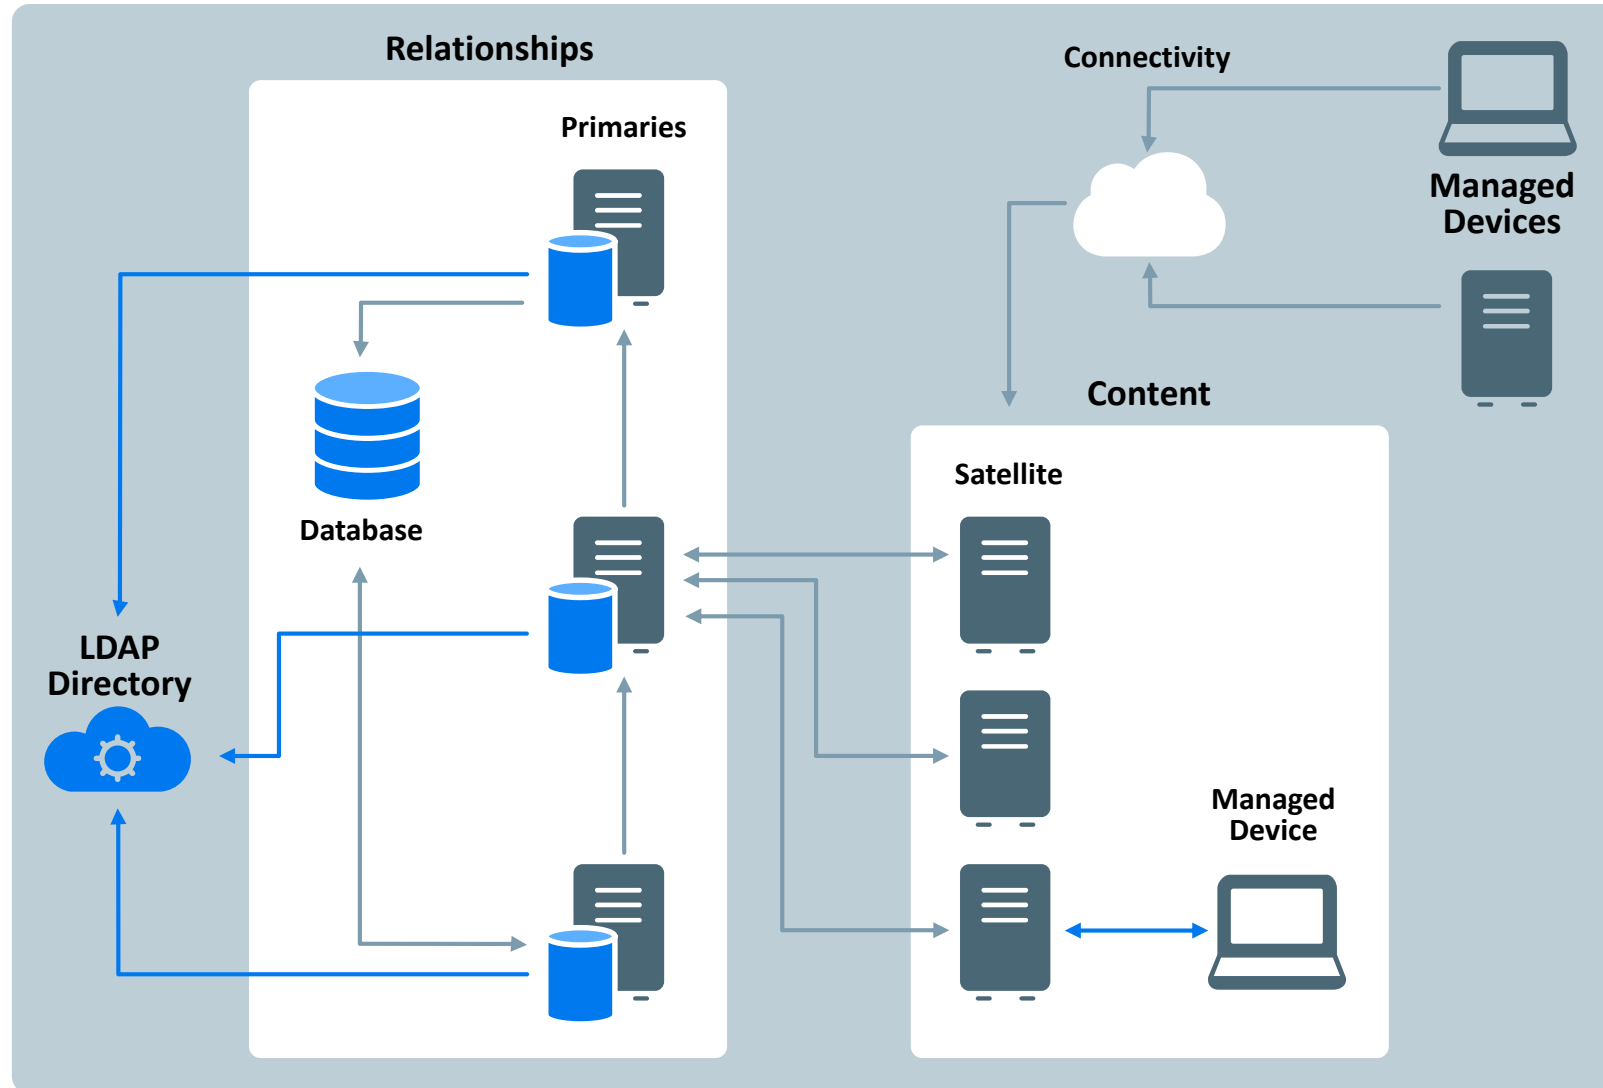 Relationships
Connectivity
Primaries
Managed
Devices
Content
Satellite
Database
LDAP
Directory
Managed
Device